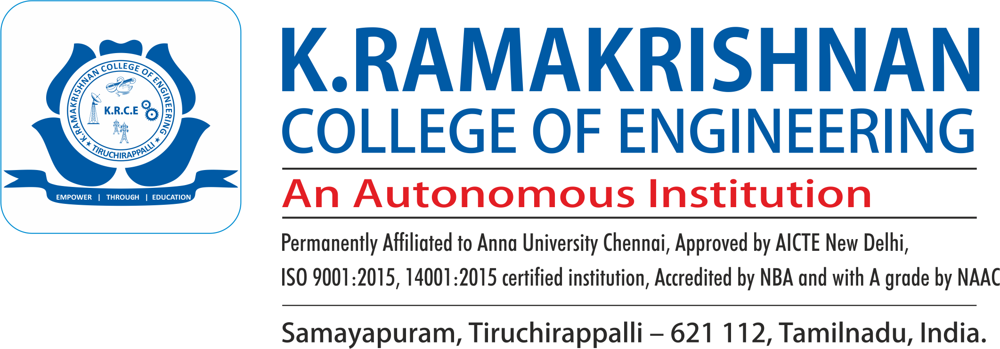 K.RAMAKRISHNAN COLLEGE OF ENGINEERING
★ TIRUCHIRAPPALLI ★
K.R.C.E
EMPOWER | THROUGH | EDUCATION
K.RAMAKRISHNAN
COLLEGE OF ENGINEERING
An Autonomous Institution
Permanently Affiliated to Anna University Chennai, Approved by AICTE New Delhi,
ISO 9001:2015, 14001:2015 certified institution, Accredited by NBA and with A grade by NAAC
Samayapuram, Tiruchirappalli – 621 112, Tamilnadu, India.